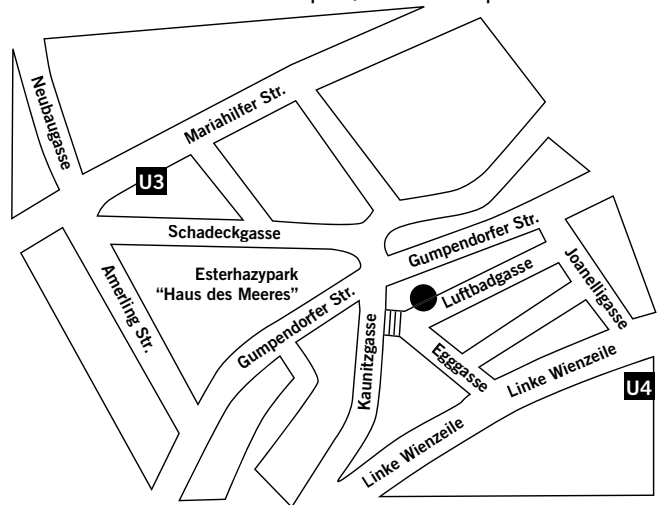 Neubaugasse
Mariahilfer Str.
U3
Schadeckgasse
Gumpendorfer Str.
Esterhazypark
“Haus des Meeres”
Luftbadgasse
Joanelligasse
Amerling Str.
Gumpendorfer Str.
Kaunitzgasse
Egggasse
Linke Wienzeile
U4
Linke Wienzeile